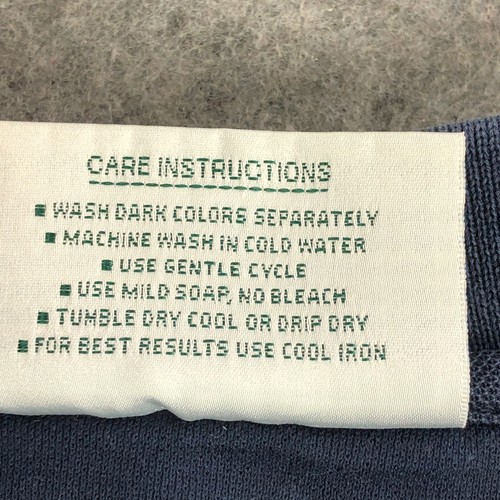 CARE INSTRUCTIONS
■ WASH DARK COLORS SEPARATELY
■ MACHINE WASH IN COLD WATER
■ USE GENTLE CYCLE
■ USE MILD SOAP, NO BLEACH
■ TUMBLE DRY COOL OR DRIP DRY
■ FOR BEST RESULTS USE COOL IRON